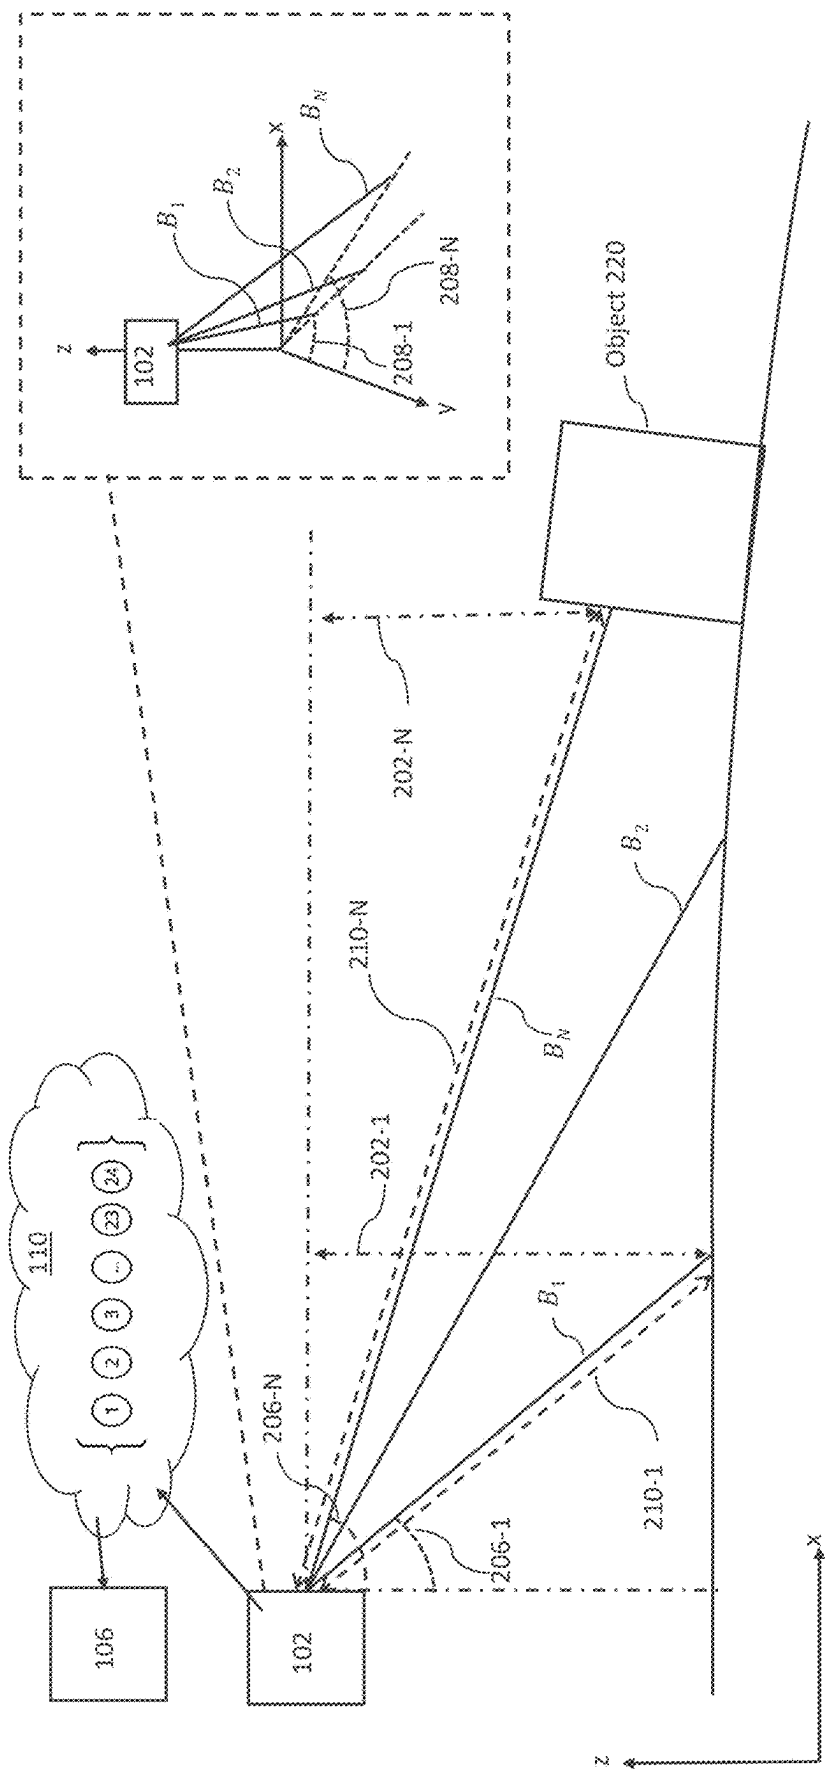 106
102
110
{ 1 2 3 ... 23 24 }
206-N
206-1
210-1
B₁
202-1
Bₙ
210-N
B₂
202-N
Object 220
z
x
z
102
B₁
B₂
Bₙ
x
208-1
208-N
y